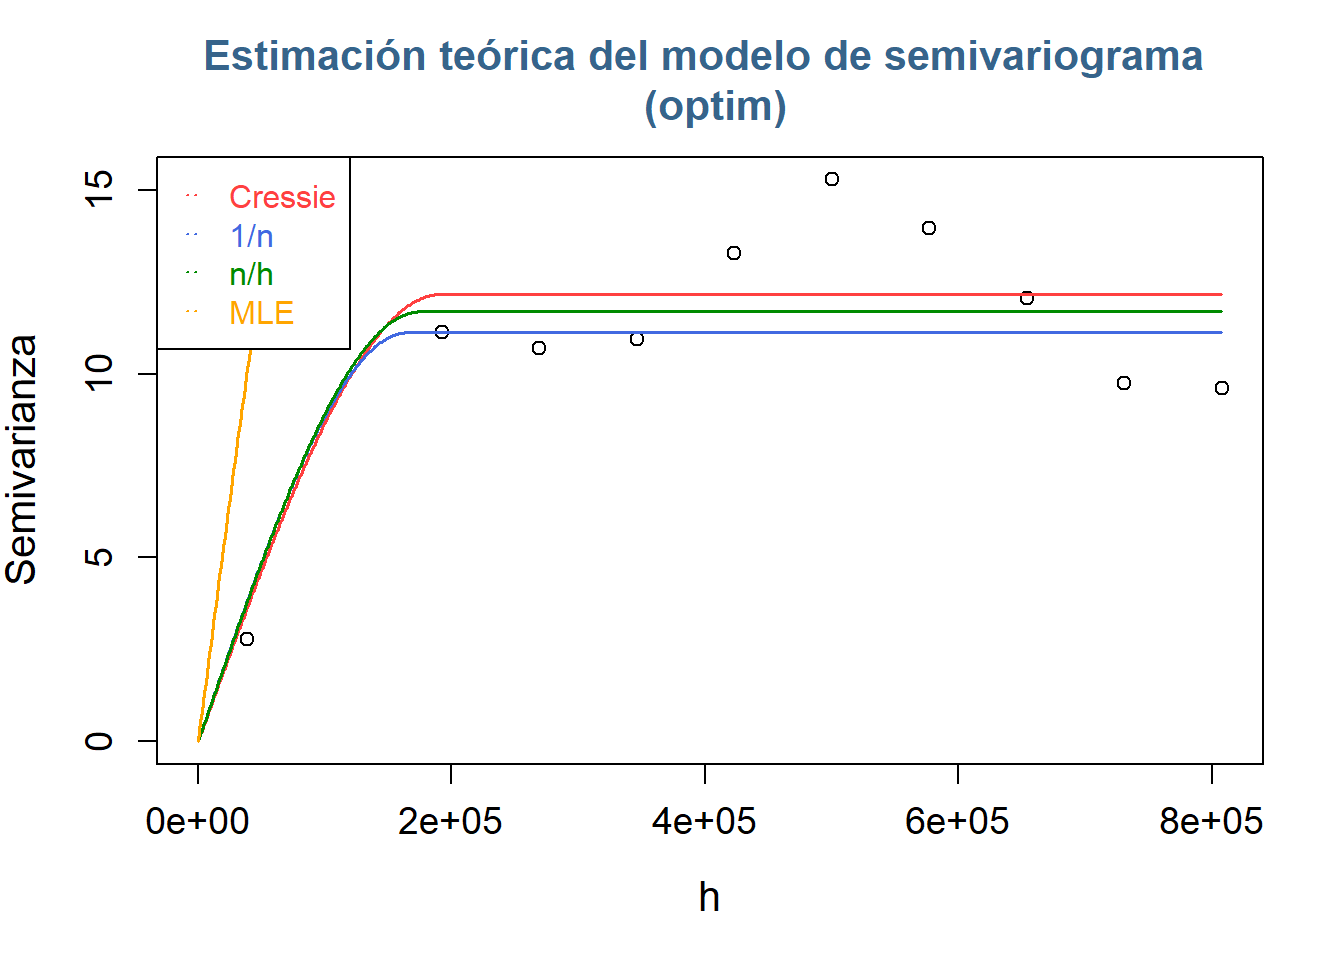 Estimación teórica del modelo de semivariograma
(optim)
Cressie
1/n
n/h
MLE
Semivarianza
15
10
5
0
0e+00 2e+05 4e+05 6e+05 8e+05
h